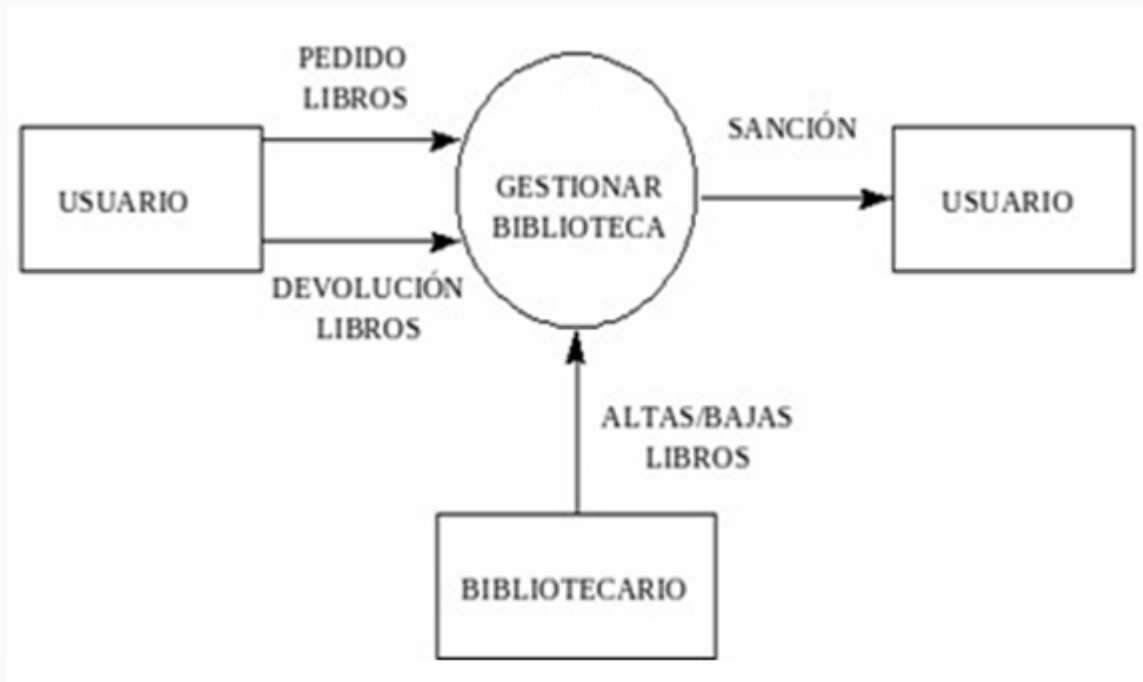 PEDIDO
LIBROS
USUARIO
DEVOLUCIÓN
LIBROS
GESTIONAR
BIBLIOTECA
SANCIÓN
USUARIO
ALTAS/BAJAS
LIBROS
BIBLIOTECARIO